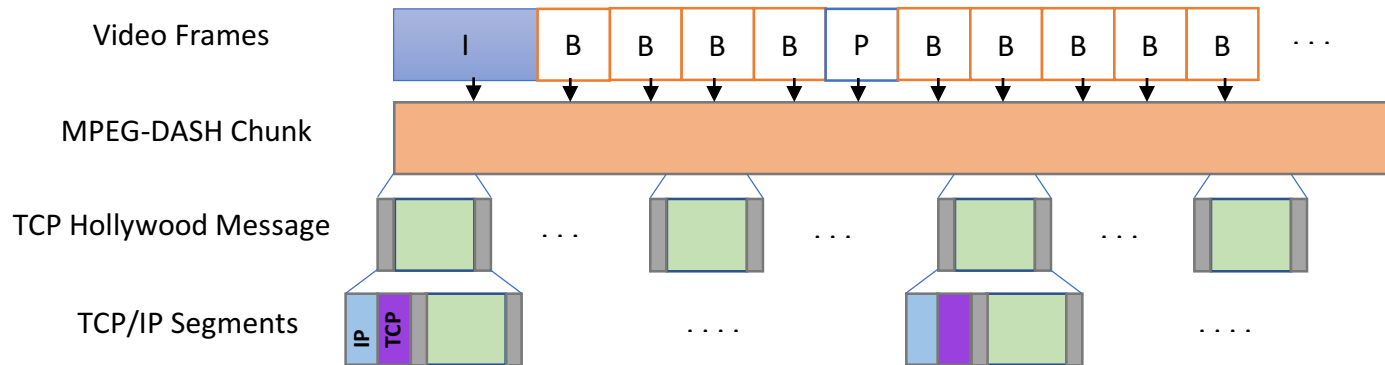 Video Frames I B B B B P B B B B B . . .
MPEG-DASH Chunk
TCP Hollywood Message . . . . . . . . .
TCP/IP Segments IP TCP . . . . . . . .